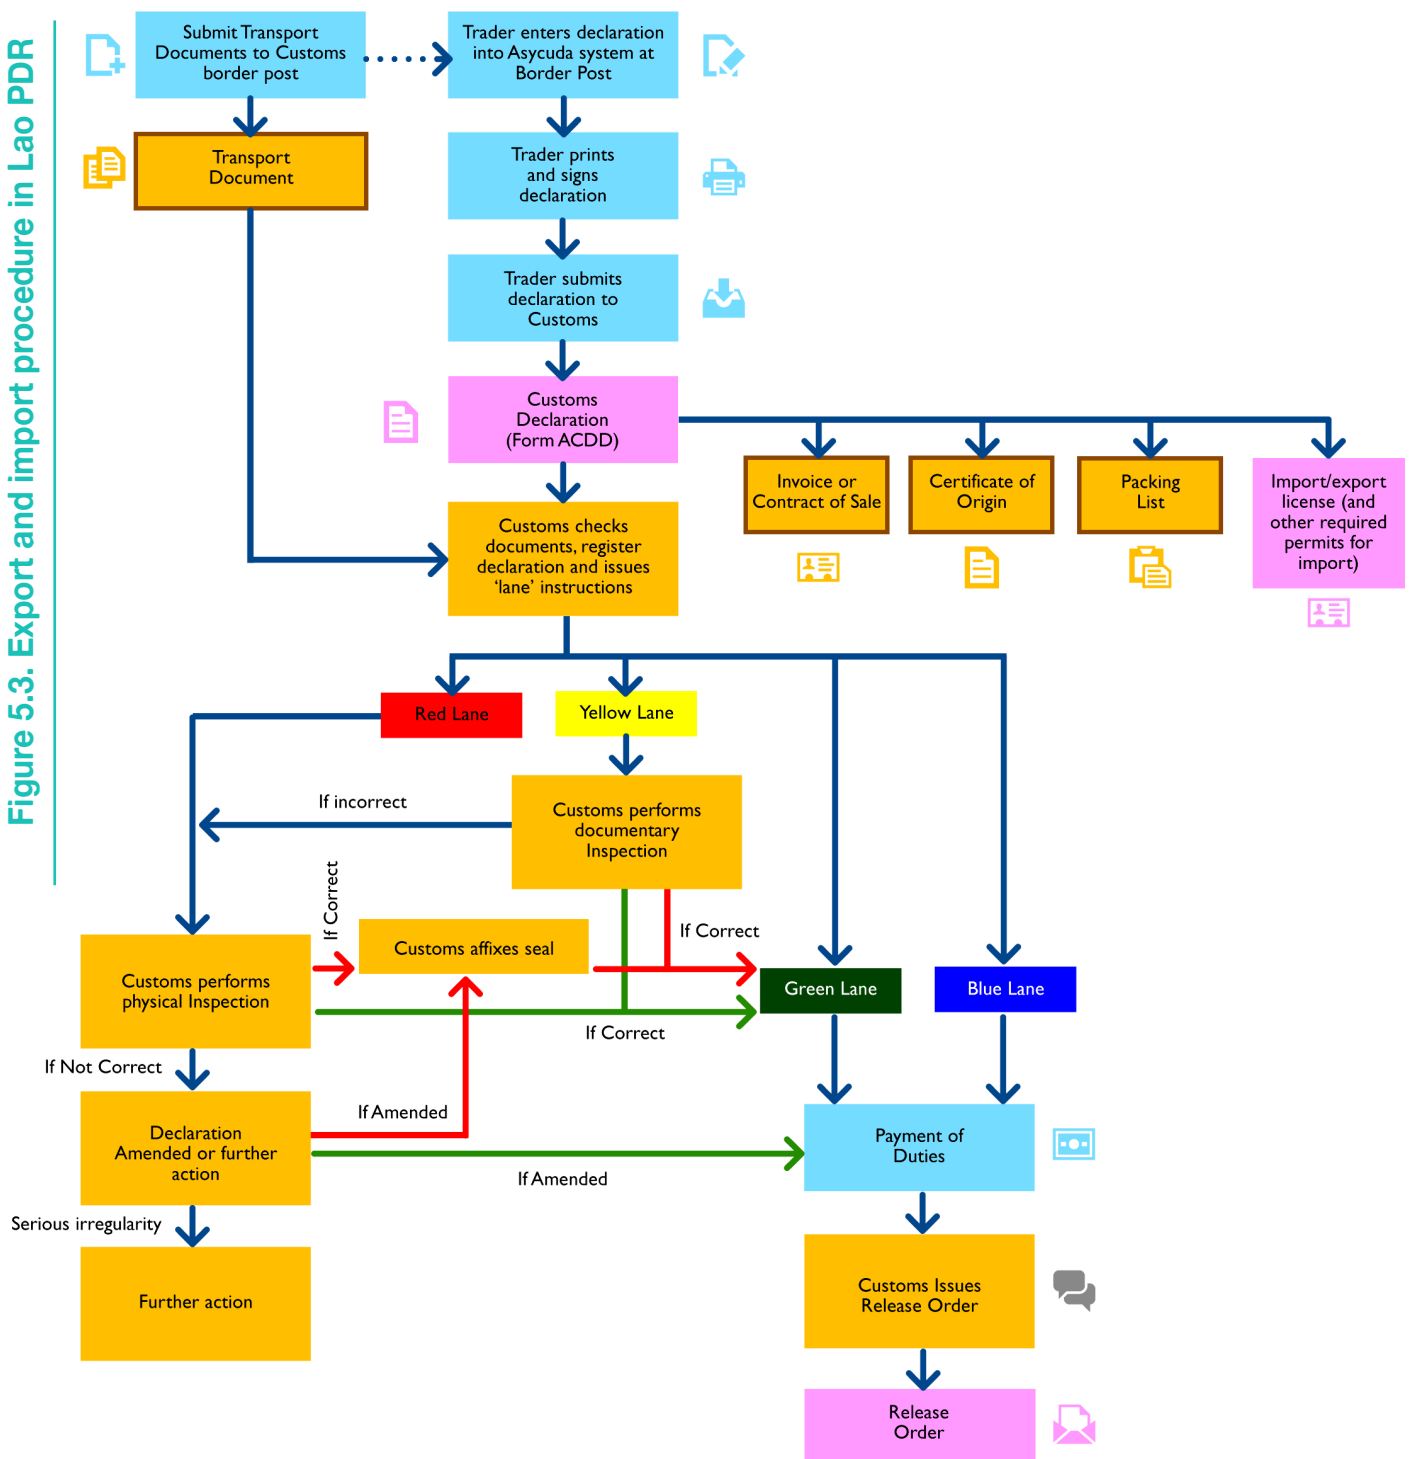 Figure 5.3. Export and import procedure in Lao PDR
Submit Transport
Documents to Customs
border post
Trader enters declaration
into Asycuda system at
Border Post
Transport
Document
Trader prints
and signs
declaration
Trader submits
declaration to
Customs
Customs
Declaration
(Form ACDD)
Invoice or
Contract of Sale
Certificate of
Origin
Packing
List
Import/export
license (and
other required
permits for
import)
Customs checks
documents, register
declaration and issues
‘lane’ instructions
Red Lane
Yellow Lane
If incorrect
Customs performs
documentary
Inspection
If Correct
Customs affixes seal
If Correct
Customs performs
physical Inspection
Green Lane
Blue Lane
If Correct
If Not Correct
Declaration
Amended or further
action
If Amended
If Amended
Payment of
Duties
Serious irregularity
Further action
Customs Issues
Release Order
Release
Order